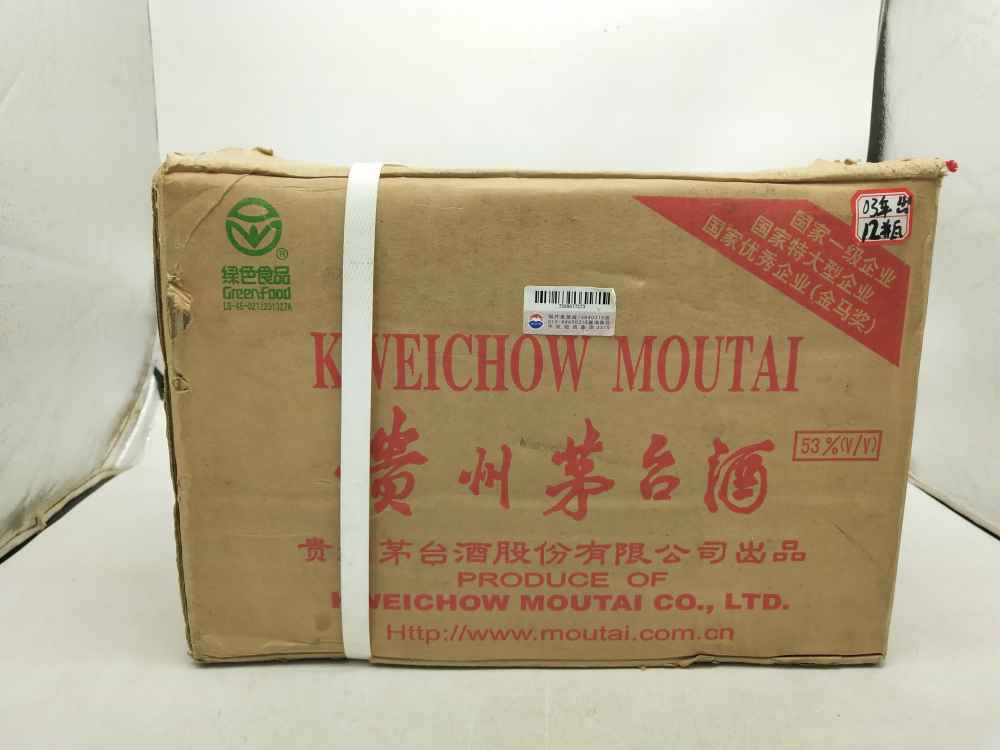 绿色食品
Greenfood
国家一级企业
国家特大型企业
国家优秀企业(金马奖)
03年出
12瓶
KWEICHOW MOUTAI
贵州茅台酒
53%(V/V)
贵 茅台酒股份有限公司出品
PRODUCE OF
KWEICHOW MOUTAI CO., LTD.
Http://www.moutai.com.cn